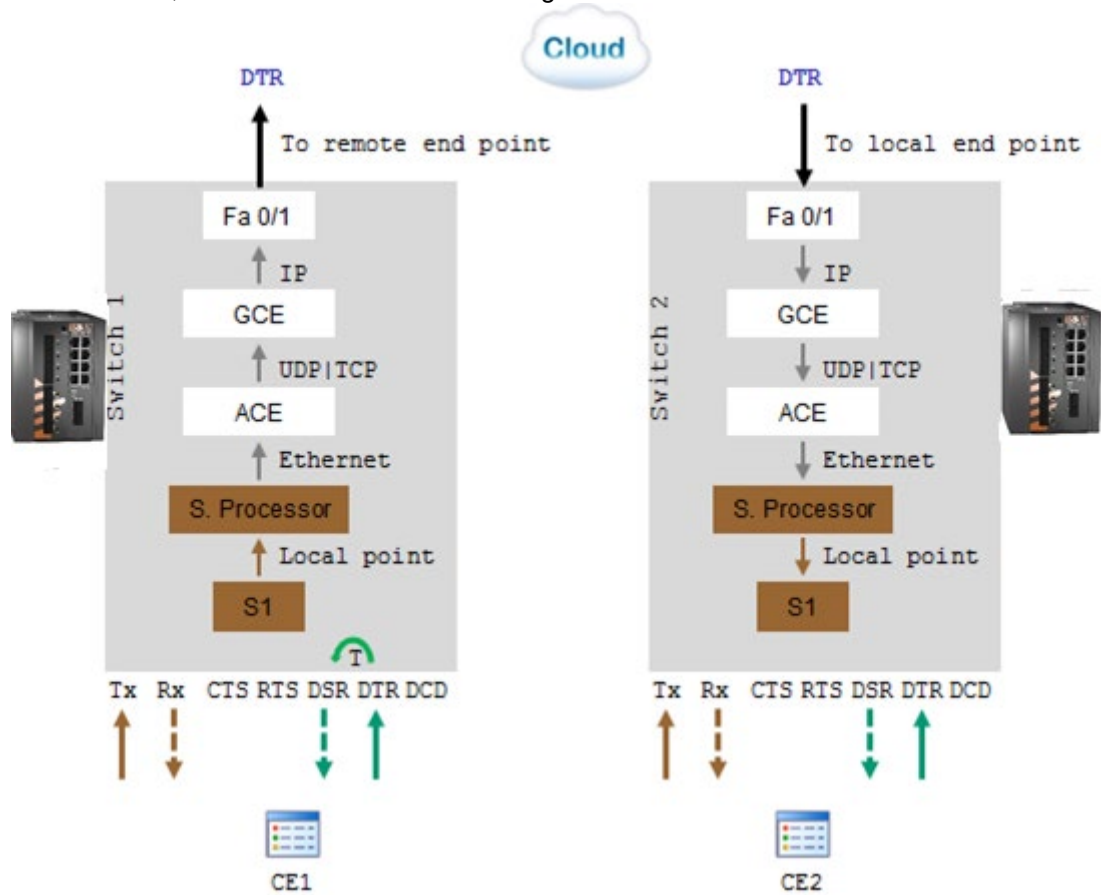 Cloud
DTR
To remote end point
Fa 0/1
IP
GCE
UDP|TCP
ACE
Ethernet
S. Processor
Local point
S1
T
Switch 1
Tx Rx CTS RTS DSR DTR DCD
CE1
DTR
To local end point
Fa 0/1
IP
GCE
UDP|TCP
ACE
Ethernet
S. Processor
Local point
S1
Switch 2
Tx Rx CTS RTS DSR DTR DCD
CE2